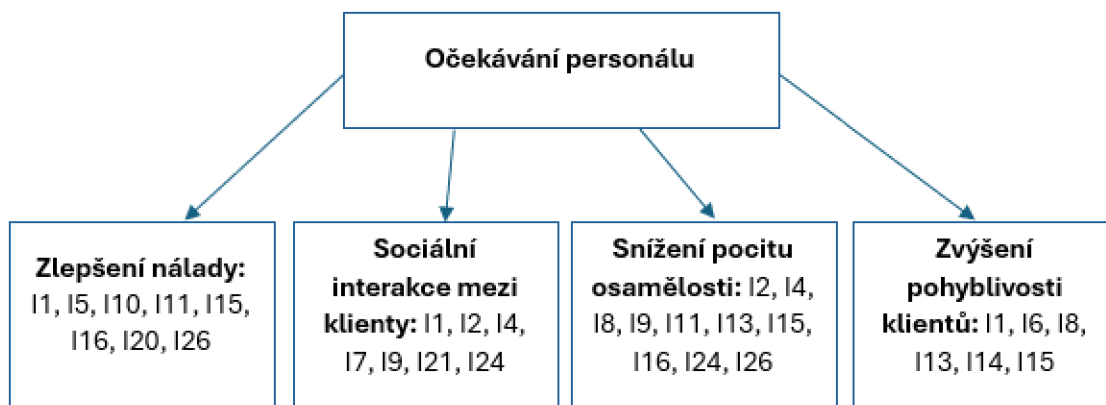 Očekávání personálu
Zlepšení nálady:
I1, I5, I10, I11, I15,
I16, I20, I26
Sociální
interakce mezi
klienty: I1, I2, I4,
I7, I9, I21, I24
Snížení pocitu
osamělosti: I2, I4,
I8, I9, I11, I13, I15,
I16, I24, I26
Zvýšení
pohyblivosti
klientů: I1, I6, I8,
I13, I14, I15